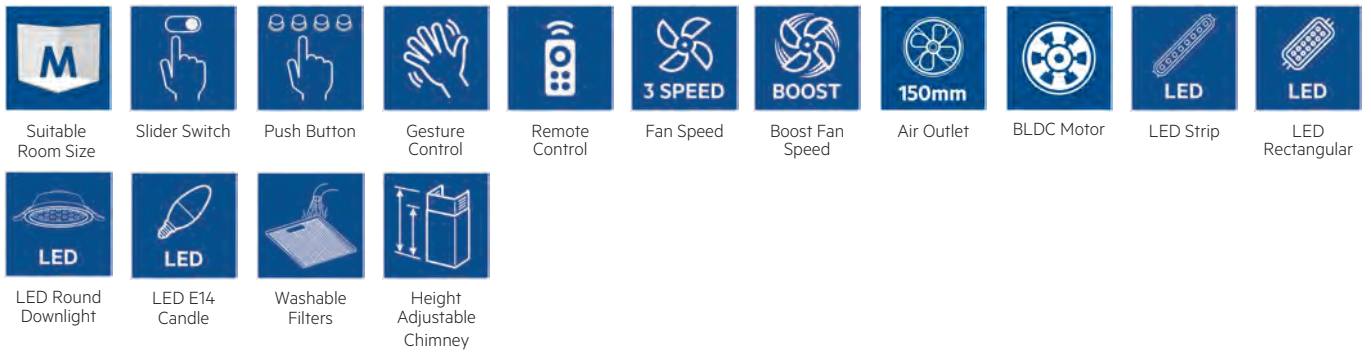 M
3 SPEED
BOOST
150mm
LED
LED
Suitable
Room Size
Slider Switch
Push Button
Gesture
Control
Remote
Control
Fan Speed
Boost Fan
Speed
Air Outlet
BLDC Motor
LED Strip
LED
Rectangular
LED
LED
LED Round
Downlight
LED E14
Candle
Washable
Filters
Height
Adjustable
Chimney